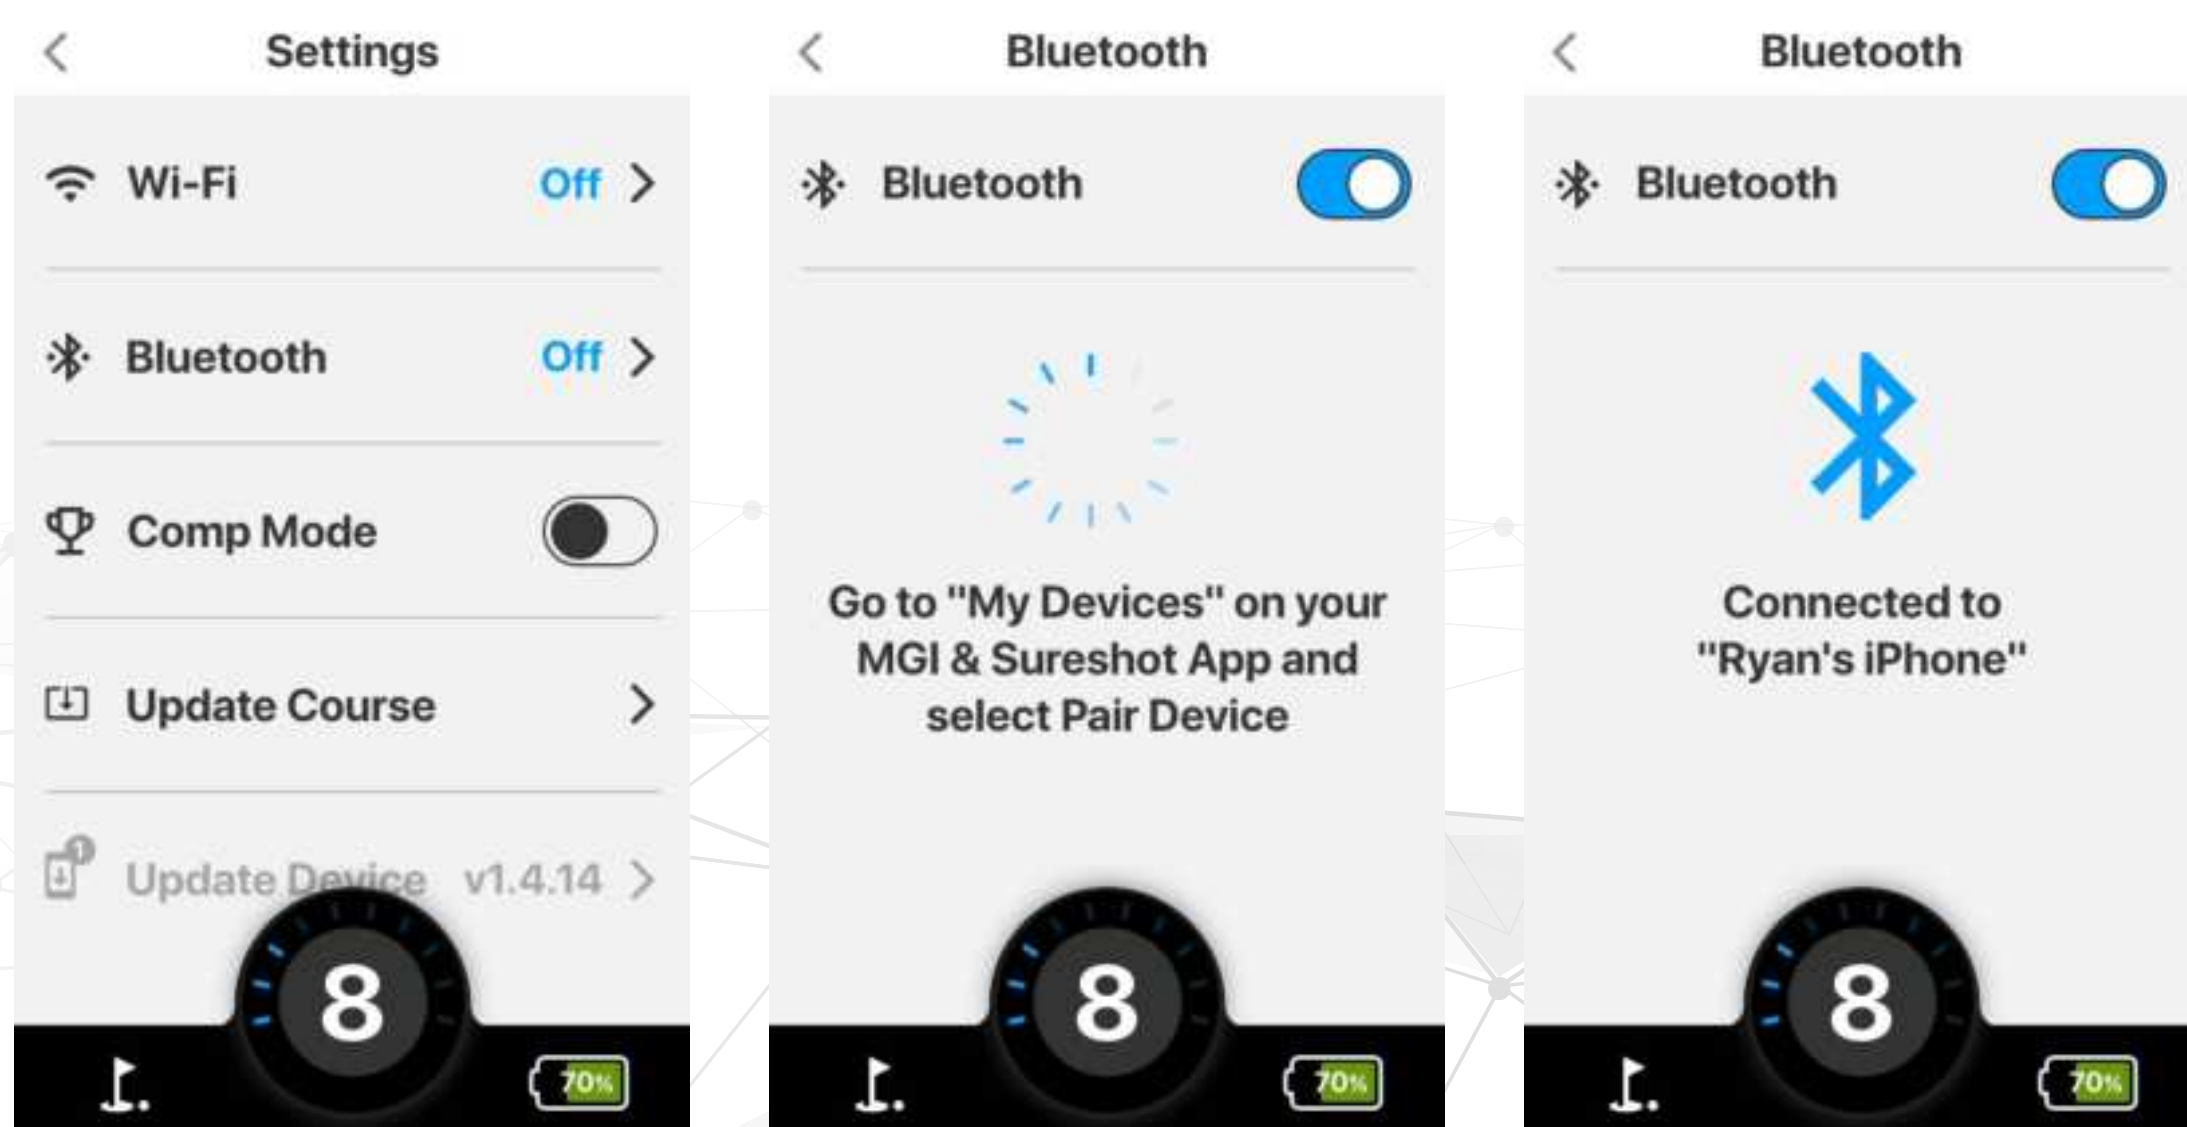 Settings
Wi-Fi Off
Bluetooth Off
Comp Mode
Update Course
1
Update Device v1.4.14
8
70%
Bluetooth
Bluetooth
Go to "My Devices" on your
MGI & Sureshot App and
select Pair Device
8
70%
Bluetooth
Bluetooth
Connected to
"Ryan's iPhone"
8
70%